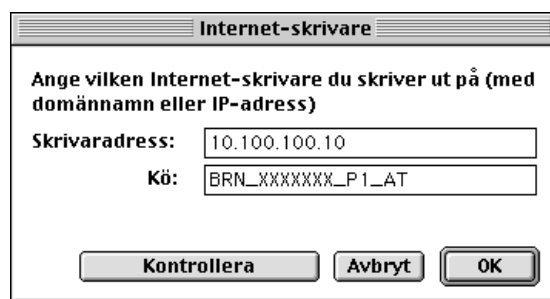 Internet-skrivare
Ange vilken Internet-skrivare du skriver ut på (med
domännamn eller IP-adress)
Skrivaradress: 10.100.100.10
Kö: BRN_XXXXXXX_P1_AT
Kontrollera Avbryt OK